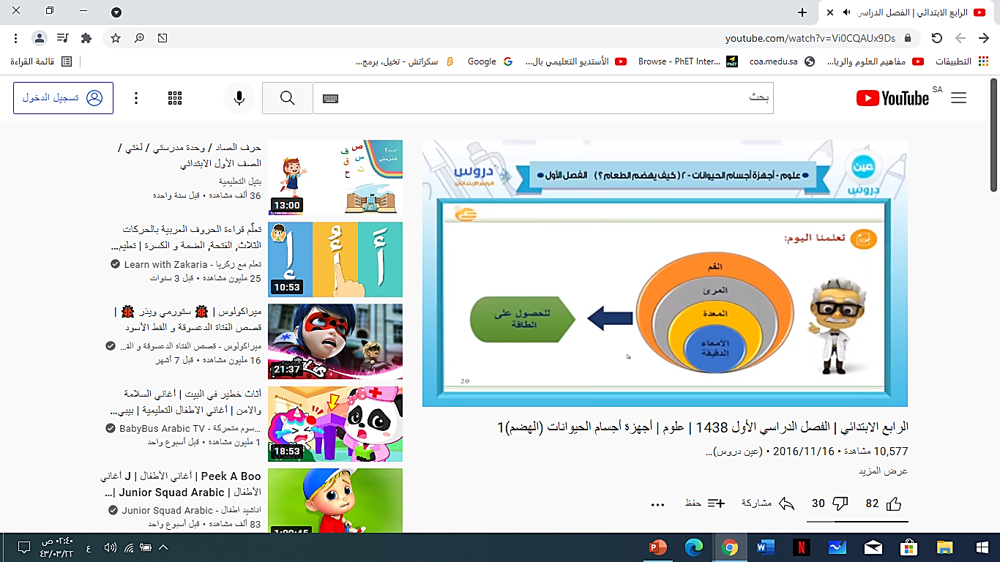 الرابع الابتدائي | الفصل الدراسي
youtube.com/watch?v=Vi0CQAUx9Ds
التطبيقات
مفاهيم العلوم والريا...
coa.medu.sa
Browse - PhET Inter...
الأستديو التعليمي بال...
Google
سكراتش - تخيل، برمج...
قائمة القراءة
YouTube SA
بحث
تسجيل الدخول
عين
دروس
علوم - أجهزة أجسام الحيوانات - ٢ ( كيف يهضم الطعام ؟ ) الفصل الأول
دروس
الرابع الابتدائي
تعلمنا اليوم:
الفم
المرئ
المعدة
الأمعاء
الدقيقة
للحصول على
الطاقة
20
الرابع الابتدائي | الفصل الدراسي الأول 1438 | علوم | أجهزة أجسام الحيوانات (الهضم)1
10,577 مشاهدة • 2016/11/16 • (عين دروس)...
عرض المزيد
82
30
مشاركة
حفظ
ص
ف
س
ق
ت
ح
مدرستي
13:00
حرف الصاد / وحدة مدرستي / لغتي /
الصف الأول الابتدائي
بتيل التعليمية
36 ألف مشاهدة • قبل سنة واحدة
أَ
أُ
إِ
10:53
تعلّم قراءة الحروف العربية بالحركات
الثلاث, الفتحة, الضمة و الكسرة | تعليم...
تعلم مع زكريا - Learn with Zakaria
25 مليون مشاهدة • قبل 3 سنوات
21:37
ميراكولوس | 🐞 ستورمي ويذر 🐞 |
قصص الفتاة الدعسوقة و القط الأسود
ميراكولوس - قصص الفتاة الدعسوقة و الق...
16 مليون مشاهدة • قبل 7 أشهر
18:53
أثاث خطير في البيت | أغاني السلامة
والامن | أغاني الاطفال التعليمية | بيبي...
...سوم متحركة - BabyBus Arabic TV
1 مليون مشاهدة • قبل أسبوع واحد
Peek A Boo | أغاني الأطفال | J أغاني
الأطفال | Junior Squad Arabic |...
اناشيد اطفال - Junior Squad Arabic
83 ألف مشاهدة • قبل أسبوع واحد
ع
٠٢:٤٠ ص
٤٣/٠٣/٢٢